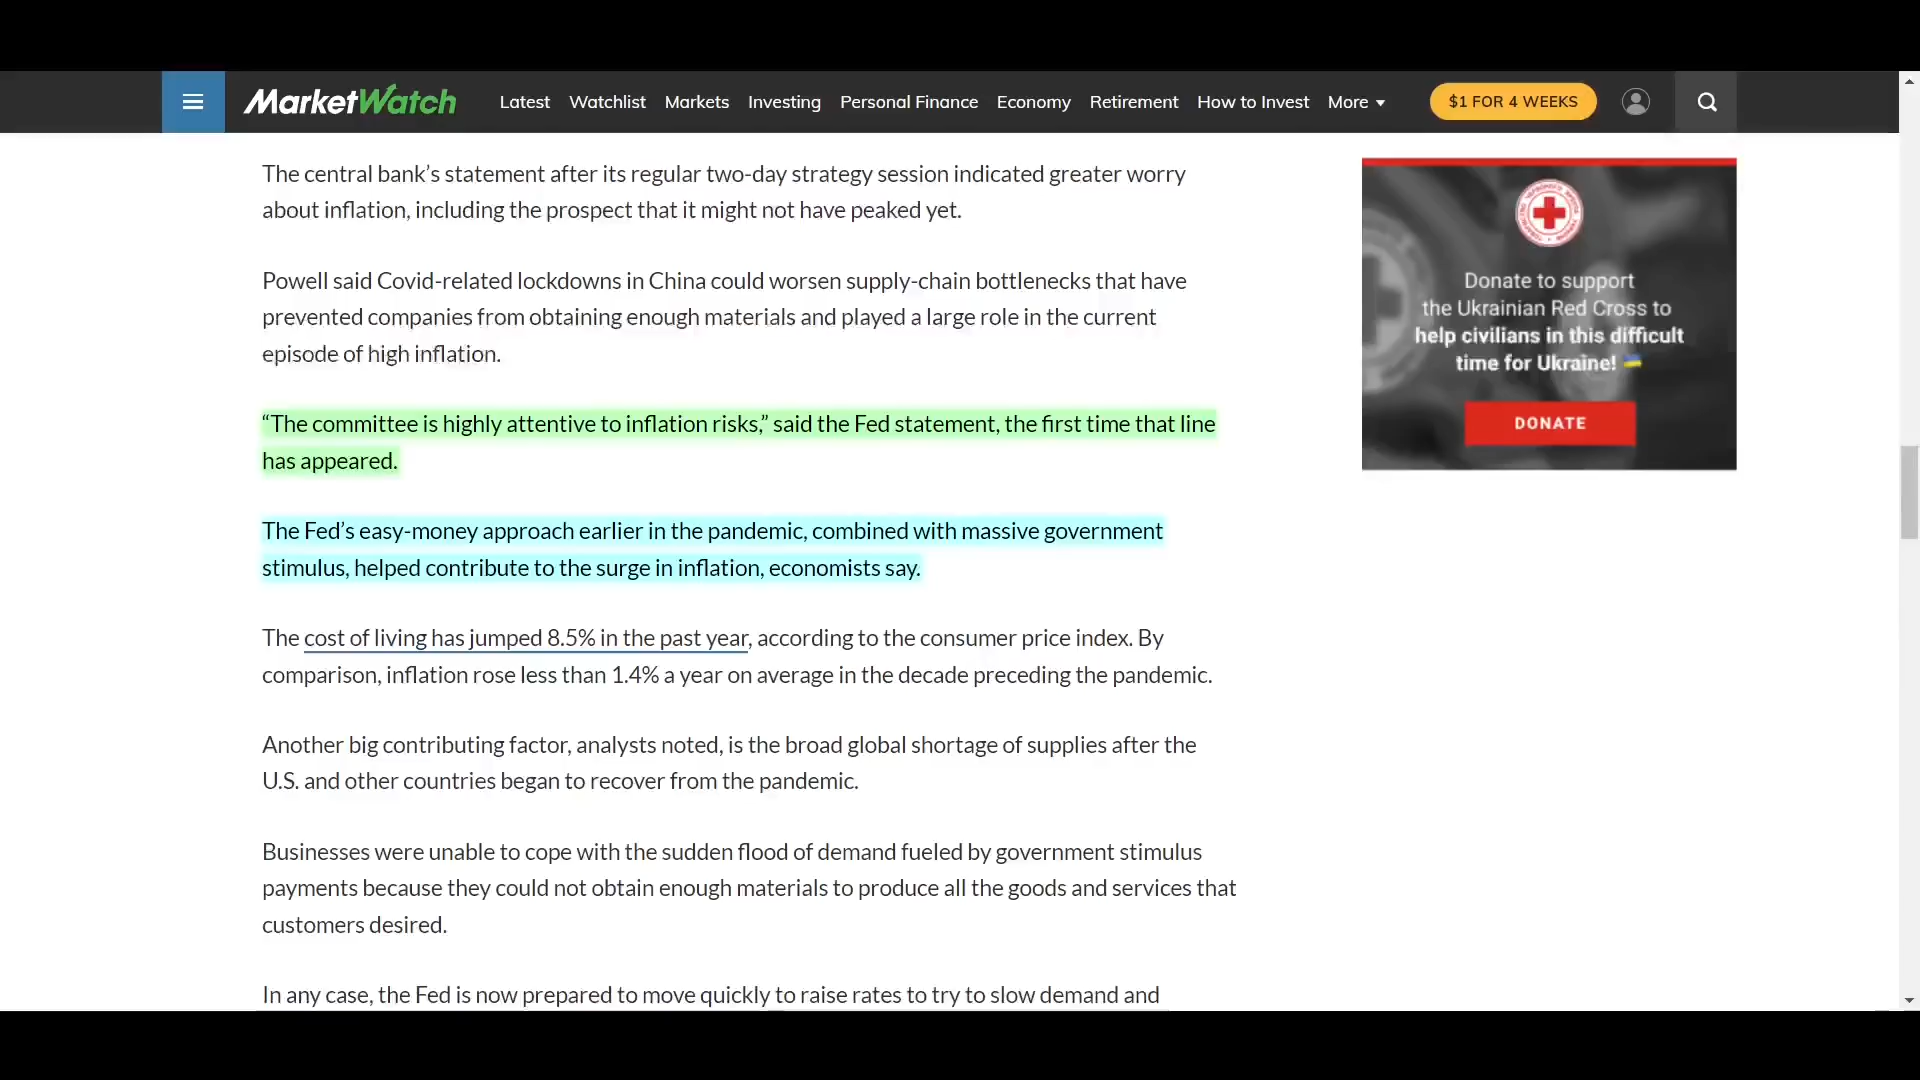 MarketWatch
Latest Watchlist Markets Investing Personal Finance Economy Retirement How to Invest More
$1 FOR 4 WEEKS
The central bank’s statement after its regular two-day strategy session indicated greater worry
about inflation, including the prospect that it might not have peaked yet.
Powell said Covid-related lockdowns in China could worsen supply-chain bottlenecks that have
prevented companies from obtaining enough materials and played a large role in the current
episode of high inflation.
“The committee is highly attentive to inflation risks,” said the Fed statement, the first time that line
has appeared.
The Fed’s easy-money approach earlier in the pandemic, combined with massive government
stimulus, helped contribute to the surge in inflation, economists say.
The cost of living has jumped 8.5% in the past year, according to the consumer price index. By
comparison, inflation rose less than 1.4% a year on average in the decade preceding the pandemic.
Another big contributing factor, analysts noted, is the broad global shortage of supplies after the
U.S. and other countries began to recover from the pandemic.
Businesses were unable to cope with the sudden flood of demand fueled by government stimulus
payments because they could not obtain enough materials to produce all the goods and services that
customers desired.
In any case, the Fed is now prepared to move quickly to raise rates to try to slow demand and
Donate to support
the Ukrainian Red Cross to
help civilians in this difficult
time for Ukraine!
DONATE